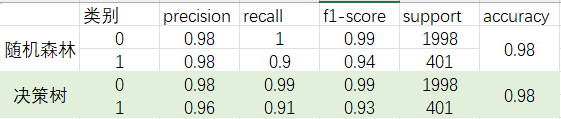 类别 precision recall f1-score support accuracy
随机森林 0 0.98 1 0.99 1998 0.98
1 0.98 0.9 0.94 401
决策树 0 0.98 0.99 0.99 1998 0.98
1 0.96 0.91 0.93 401